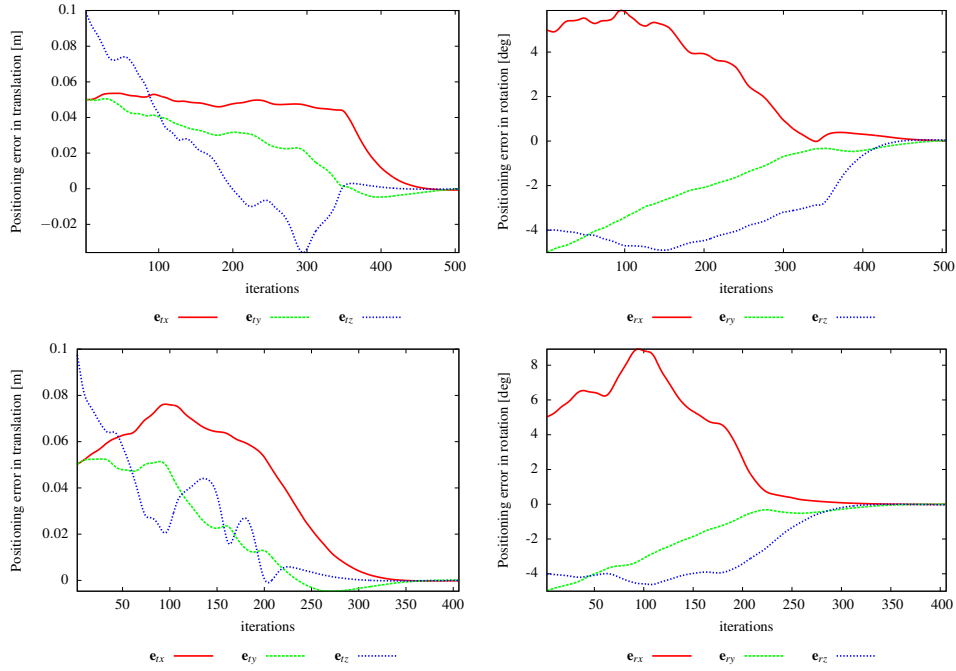 Positioning error in translation [m]
0.1
0.08
0.06
0.04
0.02
0
−0.02
100 200 300 400 500
iterations
e_tx e_ty e_tz
Positioning error in rotation [deg]
4
2
0
-2
-4
100 200 300 400 500
iterations
e_rx e_ry e_rz
Positioning error in translation [m]
0.1
0.08
0.06
0.04
0.02
0
50 100 150 200 250 300 350 400
iterations
e_tx e_ty e_tz
Positioning error in rotation [deg]
8
6
4
2
0
-2
-4
50 100 150 200 250 300 350 400
iterations
e_rx e_ry e_rz